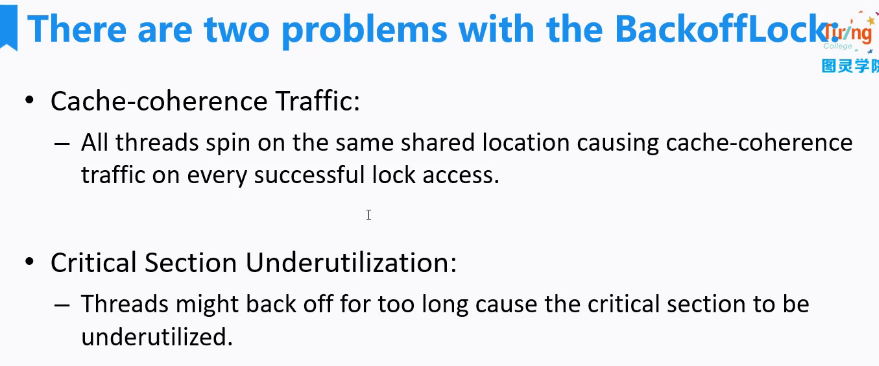 There are two problems with the BackoffLock:
Turing
College
图灵学院
• Cache-coherence Traffic:
– All threads spin on the same shared location causing cache-coherence
traffic on every successful lock access.
• Critical Section Underutilization:
– Threads might back off for too long cause the critical section to be
underutilized.